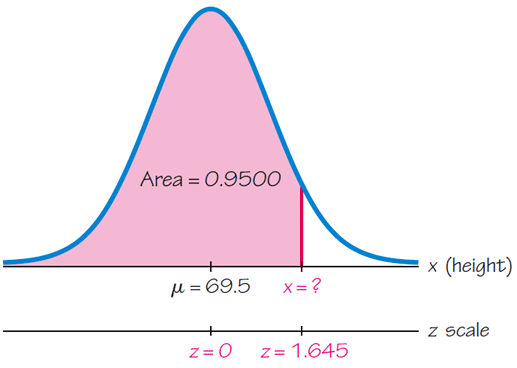 Area = 0.9500
x (height)
μ = 69.5
x = ?
z scale
z = 0
z = 1.645